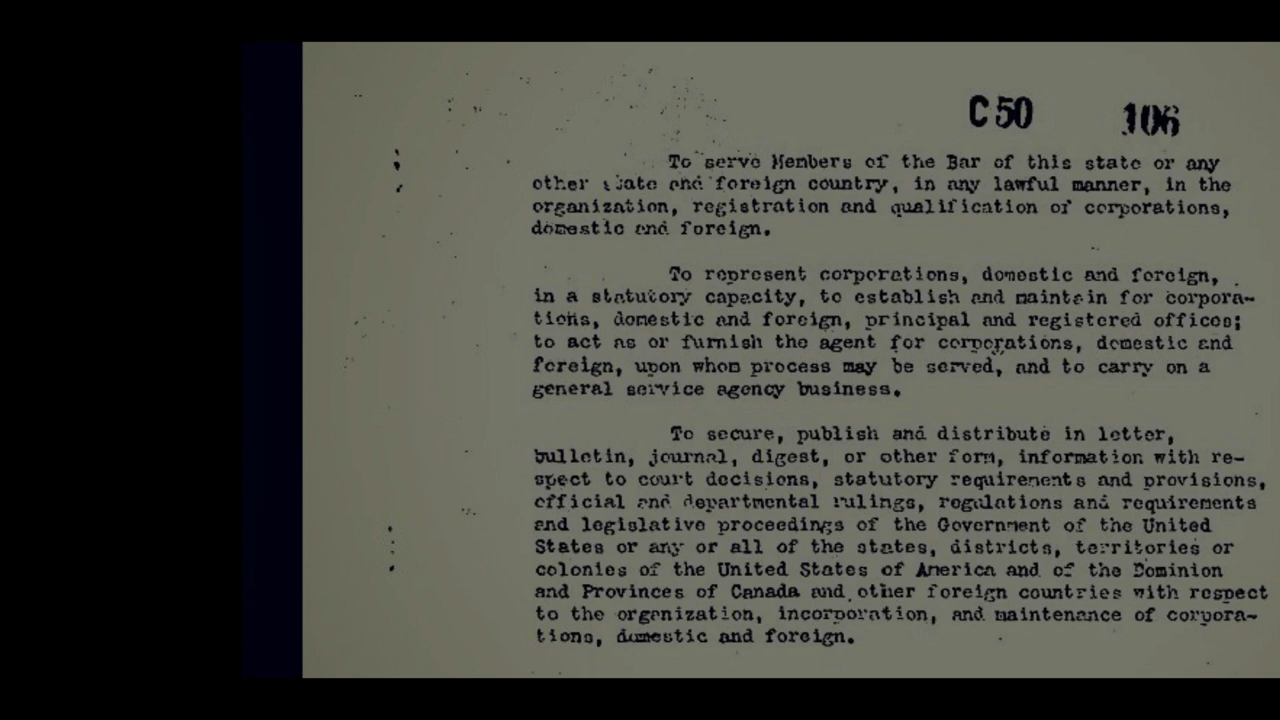 C 50 106
To serve Members of the Bar of this state or any
other state and foreign country, in any lawful manner, in the
organization, registration and qualification of corporations,
domestic and foreign.
To represent corporations, domestic and foreign,
in a statutory capacity, to establish and maintain for corpora-
tions, domestic and foreign, principal and registered offices;
to act as or furnish the agent for corporations, domestic and
foreign, upon whom process may be served, and to carry on a
general service agency business.
To secure, publish and distribute in letter,
bulletin, journal, digest, or other form, information with re-
spect to court decisions, statutory requirements and provisions,
official and departmental rulings, regulations and requirements
and legislative proceedings of the Government of the United
States or any or all of the states, districts, territories or
colonies of the United States of America and of the Dominion
and Provinces of Canada and other foreign countries with respect
to the organization, incorporation, and maintenance of corpora-
tions, domestic and foreign.